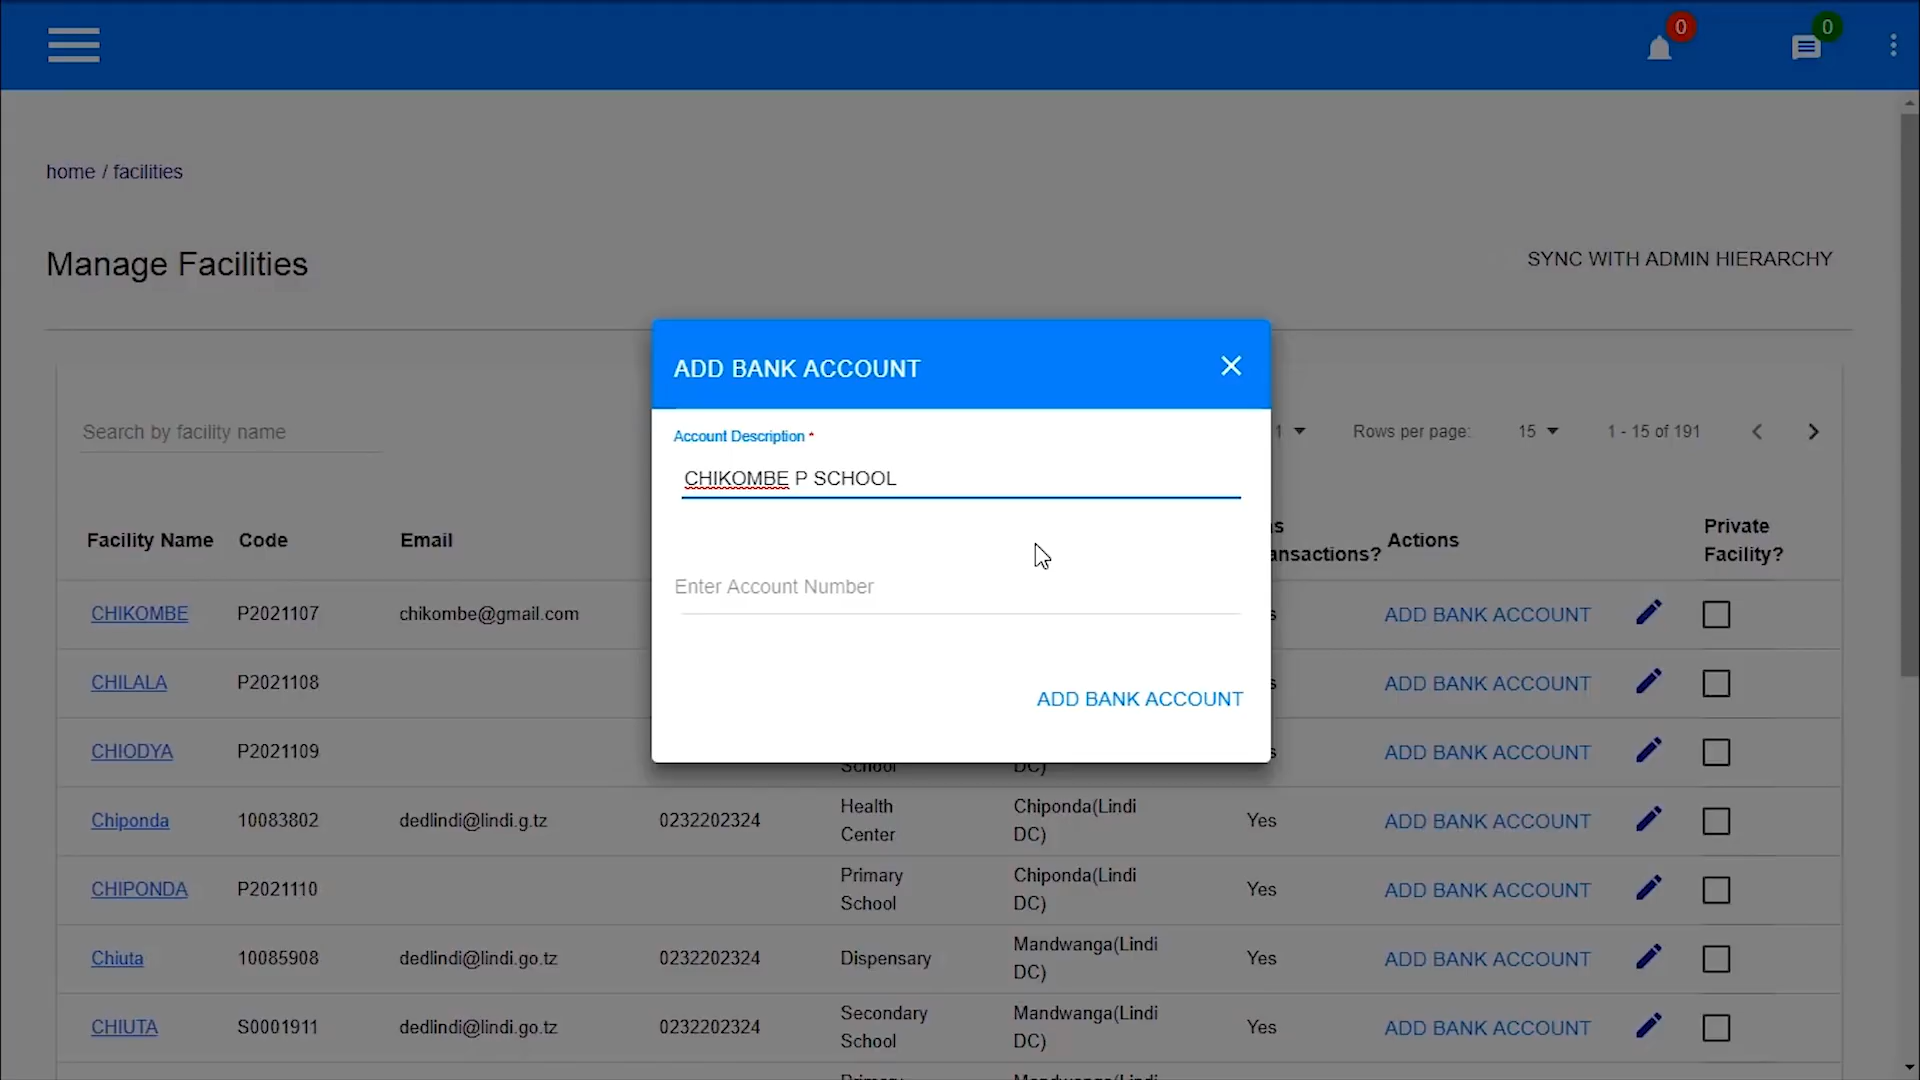 0
0
home / facilities
Manage Facilities
SYNC WITH ADMIN HIERARCHY
ADD BANK ACCOUNT
Account Description *
CHIKOMBE P SCHOOL
Enter Account Number
ADD BANK ACCOUNT
Search by facility name
Rows per page:
15
1 - 15 of 191
Facility Name
Code
Email
Actions
Private
Facility?
CHIKOMBE P2021107 chikombe@gmail.com ADD BANK ACCOUNT
CHILALA P2021108 ADD BANK ACCOUNT
CHIODYA P2021109 ADD BANK ACCOUNT
Chiponda 10083802 dedlindi@lindi.g.tz 0232202324 Health Center Chiponda(Lindi DC) Yes ADD BANK ACCOUNT
CHIPONDA P2021110 Primary School Chiponda(Lindi DC) Yes ADD BANK ACCOUNT
Chiuta 10085908 dedlindi@lindi.go.tz 0232202324 Dispensary Mandwanga(Lindi DC) Yes ADD BANK ACCOUNT
CHIUTA S0001911 dedlindi@lindi.go.tz 0232202324 Secondary School Mandwanga(Lindi DC) Yes ADD BANK ACCOUNT